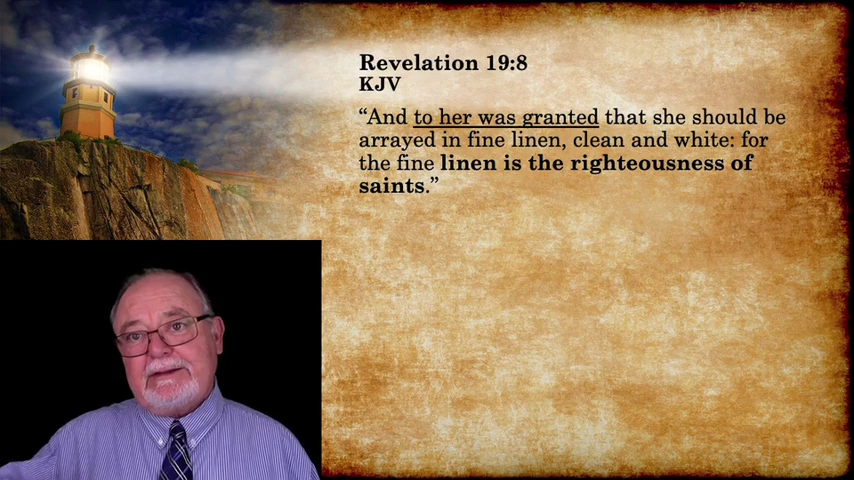 Revelation 19:8
KJV
“And to her was granted that she should be
arrayed in fine linen, clean and white: for
the fine linen is the righteousness of
saints.”